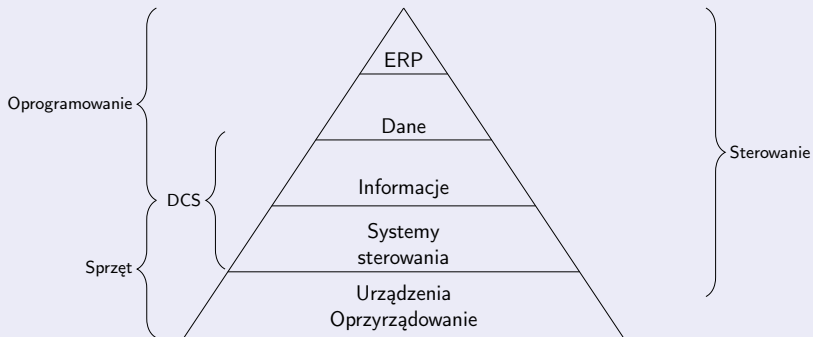 ERP
Oprogramowanie
Dane
Sterowanie
Informacje
DCS
Systemy
sterowania
Sprzęt
Urządzenia
Oprzyrządowanie